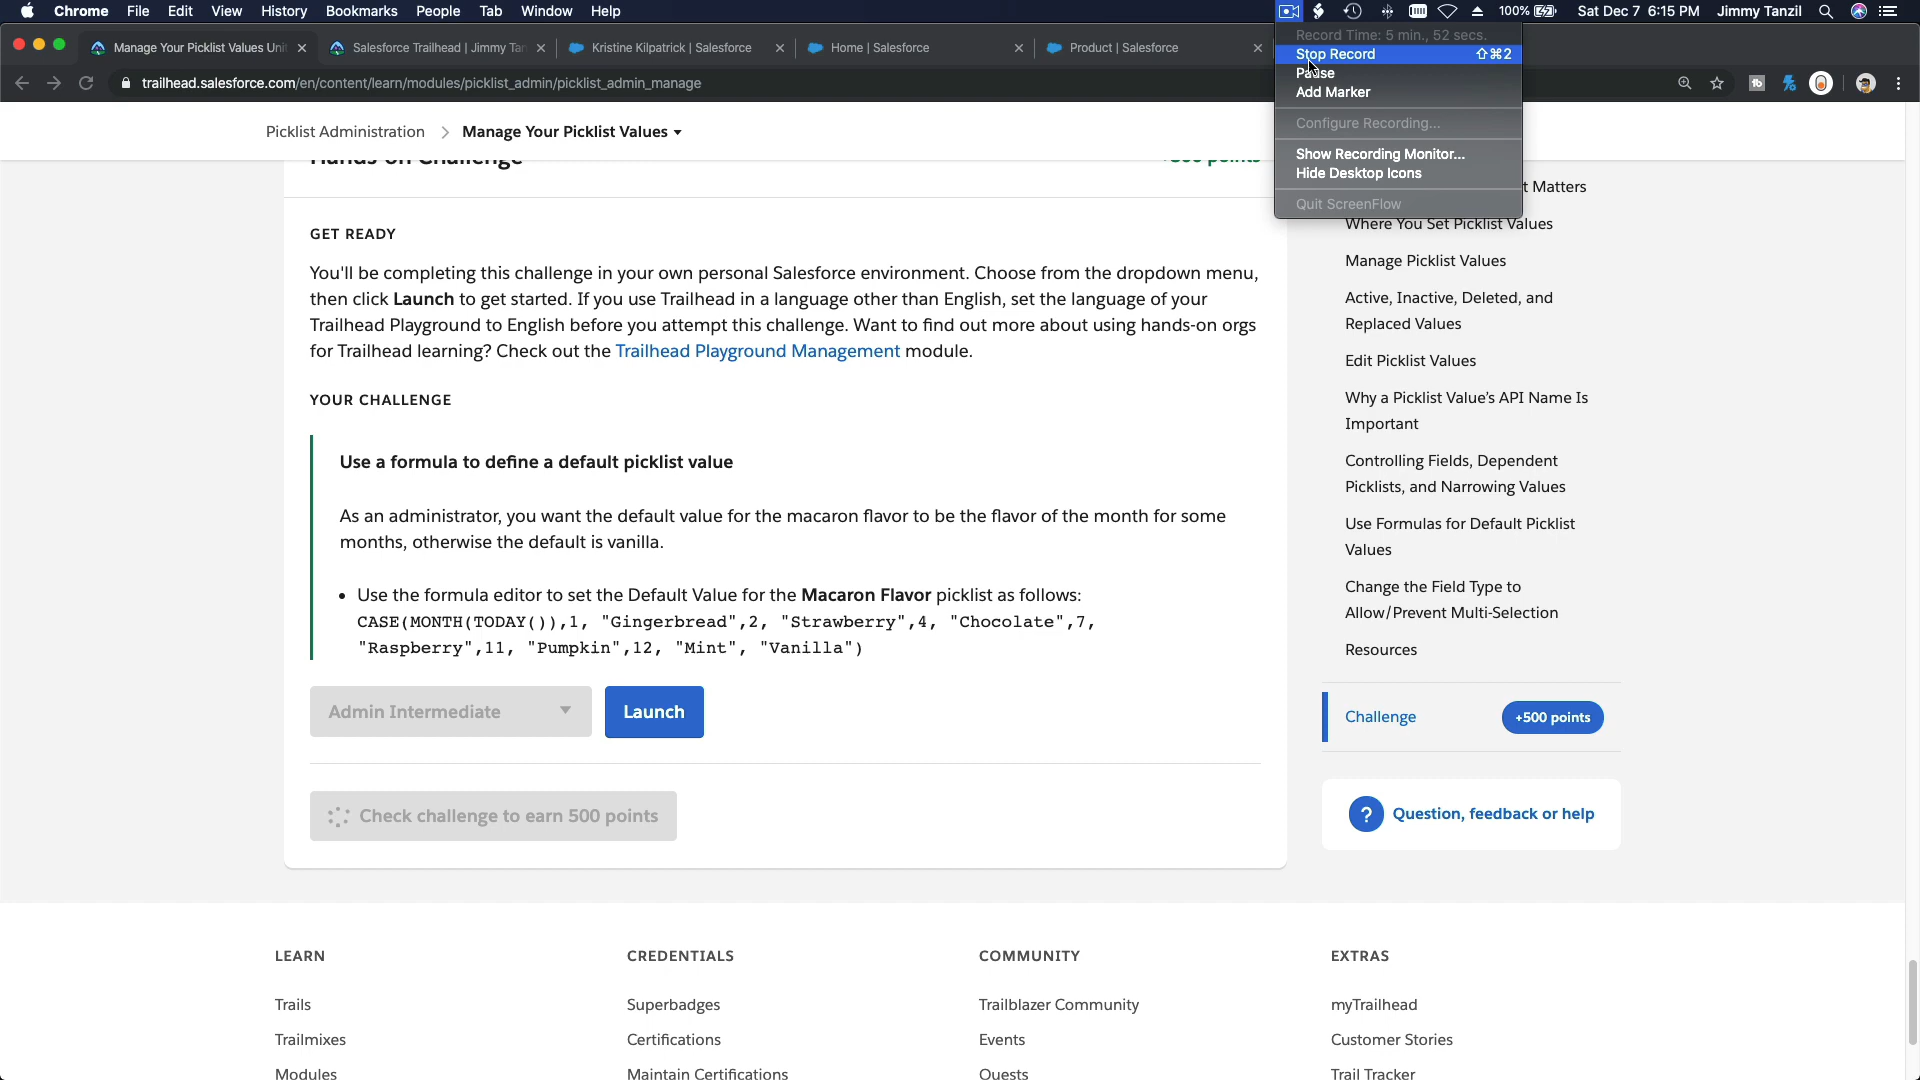 Chrome File Edit View History Bookmarks People Tab Window Help 100% Sat Dec 7 6:15 PM Jimmy Tanzil
Manage Your Picklist Values Uni Salesforce Trailhead | Jimmy Tan Kristine Kilpatrick | Salesforce Home | Salesforce Product | Salesforce
trailhead.salesforce.com/en/content/learn/modules/picklist_admin/picklist_admin_manage
Record Time: 5 min., 52 secs.
Stop Record ⇧⌘2
Pause
Add Marker
Configure Recording...
Show Recording Monitor...
Hide Desktop Icons
Quit ScreenFlow
Picklist Administration > Manage Your Picklist Values
Hands-on Challenge +500 points
GET READY
You'll be completing this challenge in your own personal Salesforce environment. Choose from the dropdown menu,
then click Launch to get started. If you use Trailhead in a language other than English, set the language of your
Trailhead Playground to English before you attempt this challenge. Want to find out more about using hands-on orgs
for Trailhead learning? Check out the Trailhead Playground Management module.
YOUR CHALLENGE
Use a formula to define a default picklist value
As an administrator, you want the default value for the macaron flavor to be the flavor of the month for some
months, otherwise the default is vanilla.
• Use the formula editor to set the Default Value for the Macaron Flavor picklist as follows:
CASE(MONTH(TODAY()),1, "Gingerbread",2, "Strawberry",4, "Chocolate",7,
"Raspberry",11, "Pumpkin",12, "Mint", "Vanilla")
Admin Intermediate
Launch
Check challenge to earn 500 points
t Matters
Where You Set Picklist Values
Manage Picklist Values
Active, Inactive, Deleted, and
Replaced Values
Edit Picklist Values
Why a Picklist Value's API Name Is
Important
Controlling Fields, Dependent
Picklists, and Narrowing Values
Use Formulas for Default Picklist
Values
Change the Field Type to
Allow/Prevent Multi-Selection
Resources
Challenge +500 points
? Question, feedback or help
LEARN
Trails
Trailmixes
Modules
CREDENTIALS
Superbadges
Certifications
Maintain Certifications
COMMUNITY
Trailblazer Community
Events
Quests
EXTRAS
myTrailhead
Customer Stories
Trail Tracker